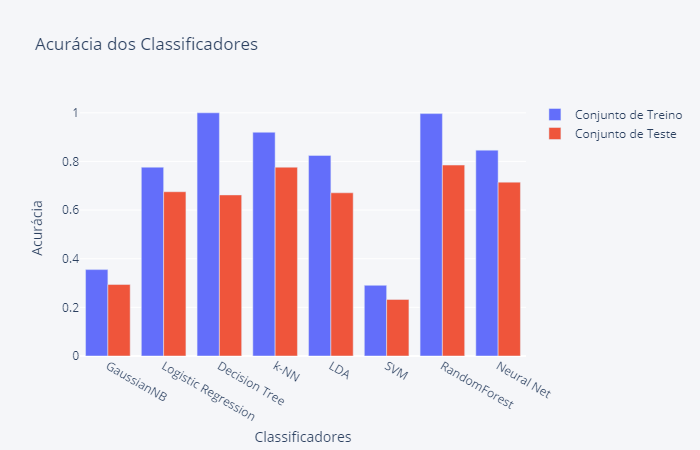 Acurácia dos Classificadores
Conjunto de Treino
Conjunto de Teste
Acurácia
1
0.8
0.6
0.4
0.2
0
GaussianNB
Logistic Regression
Decision Tree
k-NN
LDA
SVM
RandomForest
Neural Net
Classificadores